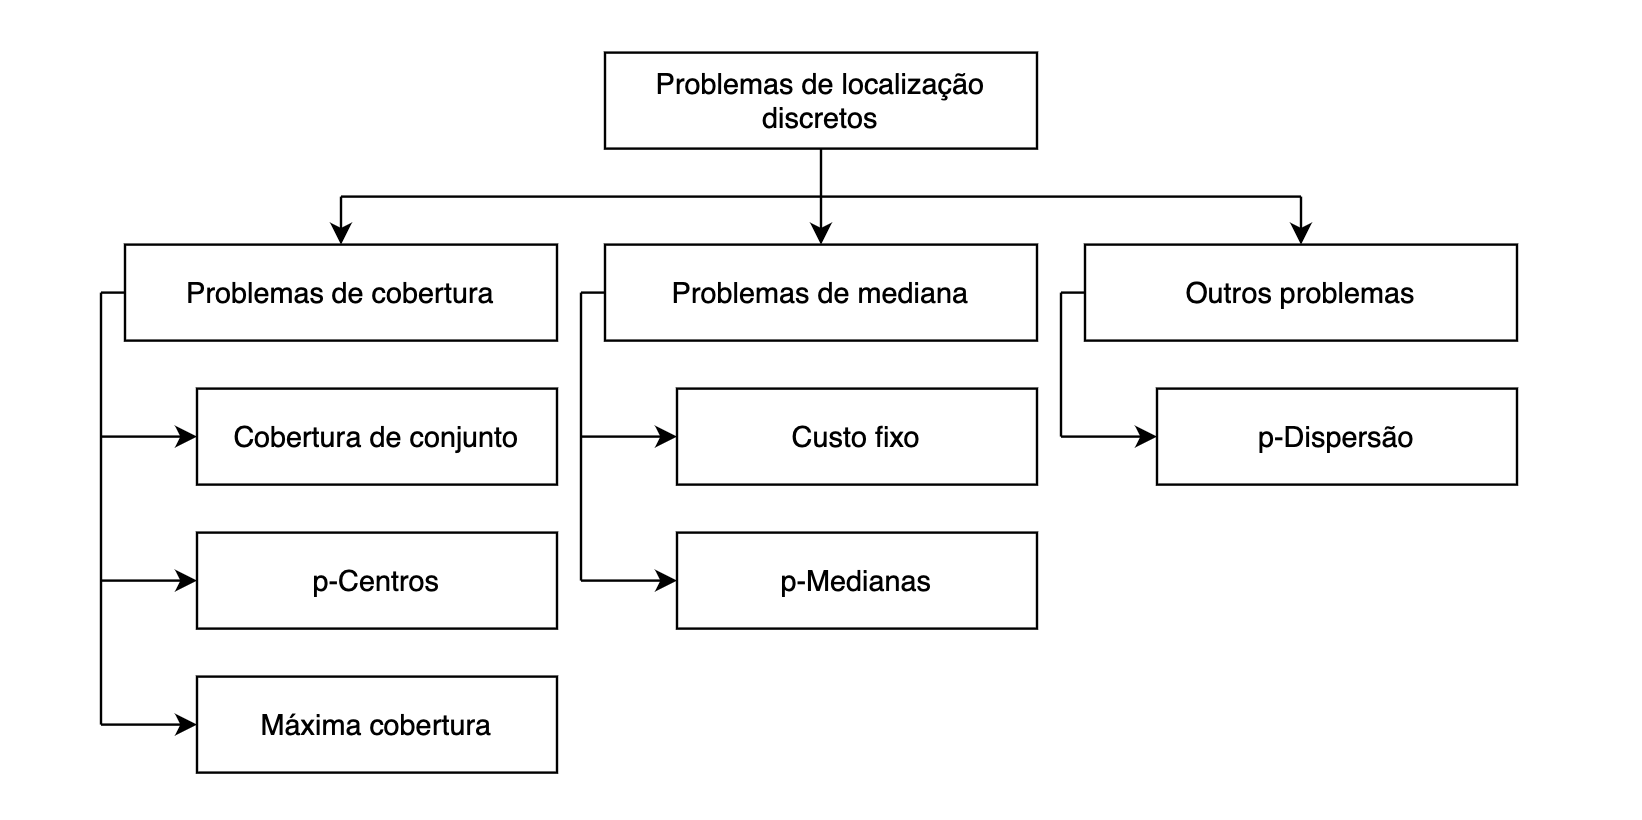 Problemas de localização
discretos
Problemas de cobertura
Problemas de mediana
Outros problemas
Cobertura de conjunto
Custo fixo
p-Dispersão
p-Centros
p-Medianas
Máxima cobertura